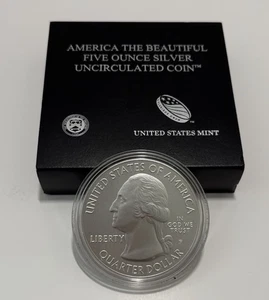 AMERICA THE BEAUTIFUL
FIVE OUNCE SILVER
UNCIRCULATED COIN™
UNITED STATES MINT
UNITED STATES OF AMERICA
IN
GOD WE
TRUST
LIBERTY
P
QUARTER DOLLAR